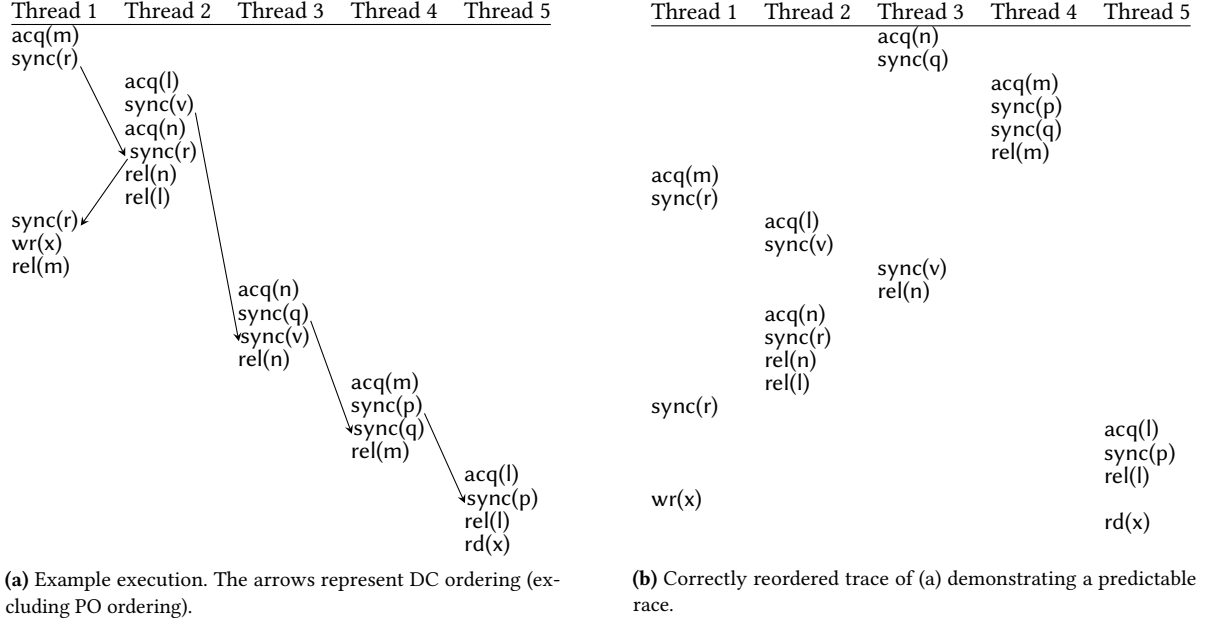 Thread 1 Thread 2 Thread 3 Thread 4 Thread 5
acq(m)
sync(r)
acq(l)
sync(v)
acq(n)
sync(r)
rel(n)
rel(l)
sync(r)
wr(x)
rel(m)
acq(n)
sync(q)
sync(v)
rel(n)
acq(m)
sync(p)
sync(q)
rel(m)
acq(l)
sync(p)
rel(l)
rd(x)
(a) Example execution. The arrows represent DC ordering (ex-
cluding PO ordering).
Thread 1 Thread 2 Thread 3 Thread 4 Thread 5
acq(n)
sync(q)
acq(m)
sync(p)
sync(q)
rel(m)
acq(m)
sync(r)
acq(l)
sync(v)
sync(v)
rel(n)
acq(n)
sync(r)
rel(n)
rel(l)
sync(r)
acq(l)
sync(p)
rel(l)
wr(x)
rd(x)
(b) Correctly reordered trace of (a) demonstrating a predictable
race.